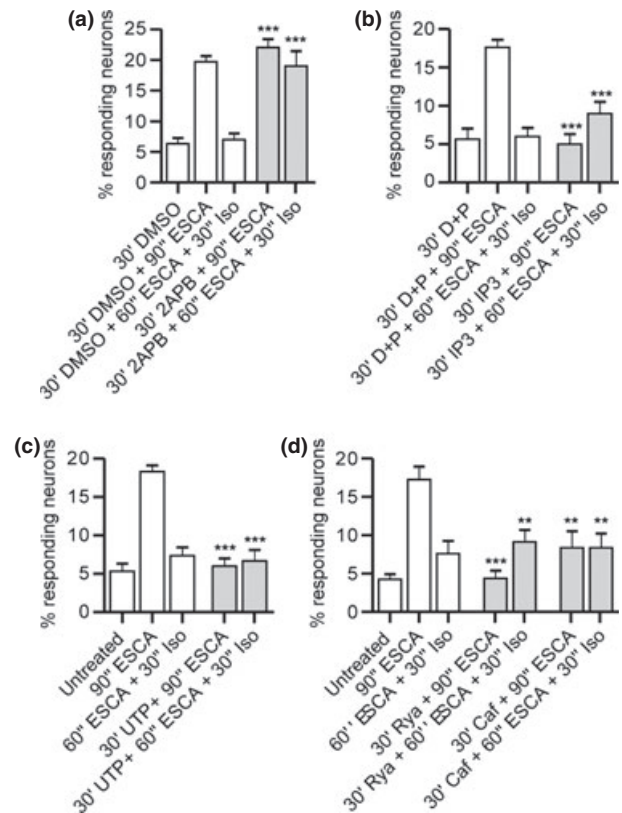 (a)
% responding neurons
25
20
15
10
5
0
***
***
30' DMSO
30' DMSO + 90" ESCA
30' DMSO + 60" ESCA + 30" Iso
30' 2APB + 90" ESCA
30' 2APB + 60" ESCA + 30" Iso
(b)
% responding neurons
20
15
10
5
0
***
***
30' D+P
30' D+P + 90" ESCA
30' D+P + 60" ESCA + 30" Iso
30' IP3 + 90" ESCA
30' IP3 + 60" ESCA + 30" Iso
(c)
% responding neurons
20
15
10
5
0
***
***
Untreated
90" ESCA
60" ESCA + 30" Iso
30' UTP+ 90" ESCA
30' UTP+ 60" ESCA + 30" Iso
(d)
% responding neurons
20
15
10
5
0
***
**
**
**
Untreated
90" ESCA
60'' ESCA + 30" Iso
30' Rya + 90" ESCA
30' Rya + 60'' ESCA + 30" Iso
30' Caf + 90" ESCA
30' Caf + 60" ESCA + 30" Iso